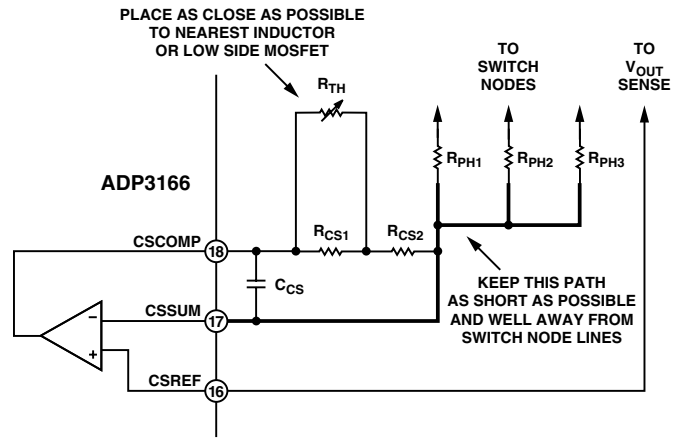 PLACE AS CLOSE AS POSSIBLE
TO NEAREST INDUCTOR
OR LOW SIDE MOSFET
TO
SWITCH
NODES
TO
VOUT
SENSE
RTH
RPH1
RPH2
RPH3
ADP3166
CSCOMP
18
RCS1
RCS2
CCS
KEEP THIS PATH
AS SHORT AS POSSIBLE
AND WELL AWAY FROM
SWITCH NODE LINES
CSSUM
17
–
+
CSREF
16